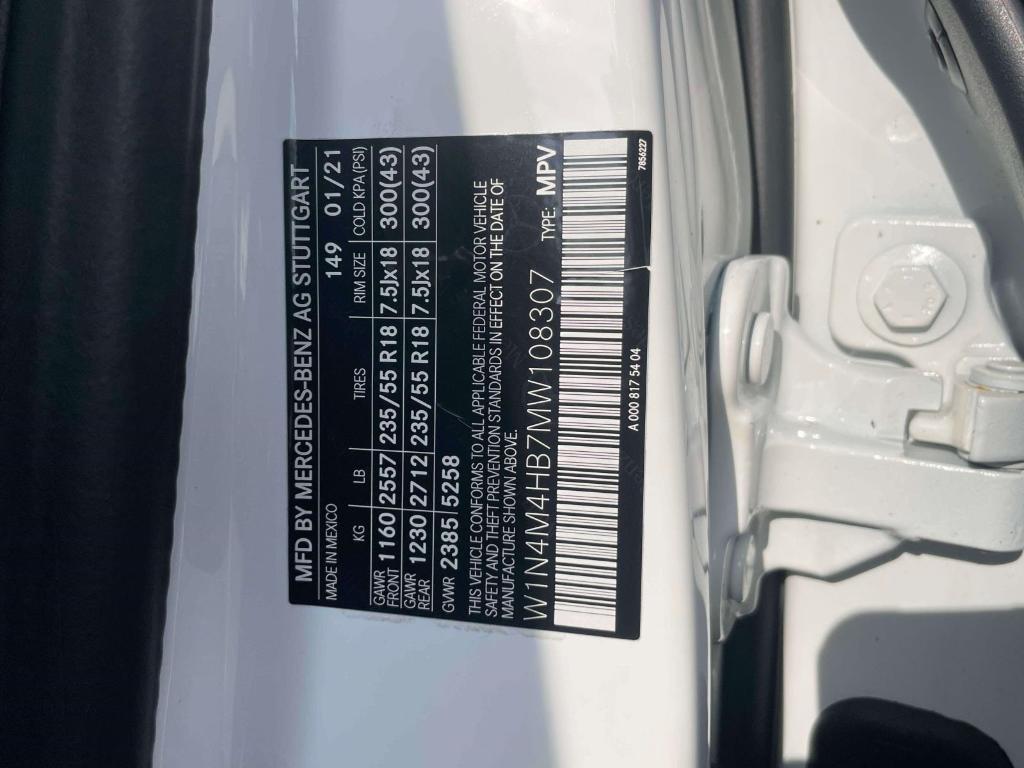 MFD BY MERCEDES-BENZ AG STUTTGART
MADE IN MEXICO 149 01/21
KG LB TIRES RIM SIZE COLD KPA(PSI)
GAWR FRONT 1160 2557 235/55 R18 7.5Jx18 300(43)
GAWR REAR 1230 2712 235/55 R18 7.5Jx18 300(43)
GVWR 2385 5258
THIS VEHICLE CONFORMS TO ALL APPLICABLE FEDERAL MOTOR VEHICLE
SAFETY AND THEFT PREVENTION STANDARDS IN EFFECT ON THE DATE OF
MANUFACTURE SHOWN ABOVE.
W1N4M4HB7MW108307 TYPE: MPV
A 000 817 54 04 7856227